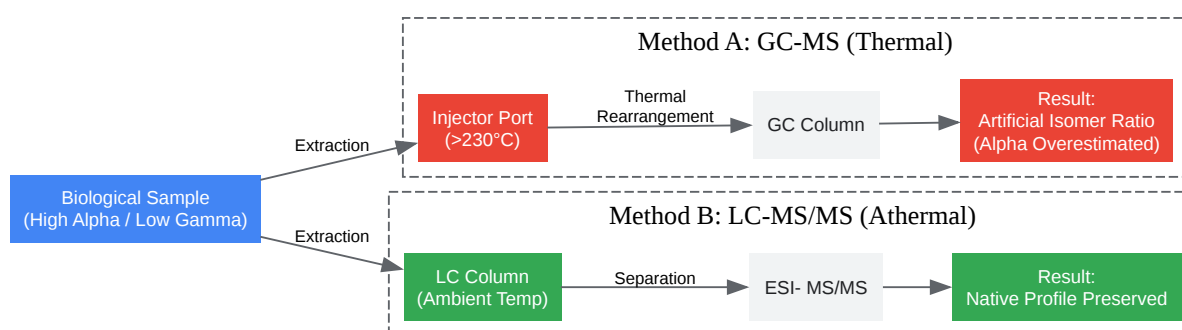 Method A: GC-MS (Thermal)
Injector Port
(>230°C)
Thermal
Rearrangement
GC Column
Result:
Artificial Isomer Ratio
(Alpha Overestimated)
Extraction
Biological Sample
(High Alpha / Low Gamma)
Extraction
Method B: LC-MS/MS (Athermal)
LC Column
(Ambient Temp)
Separation
ESI- MS/MS
Result:
Native Profile Preserved